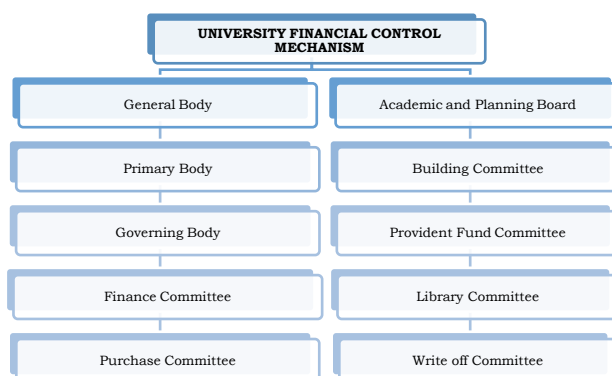 UNIVERSITY FINANCIAL CONTROL
MECHANISM
General Body
Academic and Planning Board
Primary Body
Building Committee
Governing Body
Provident Fund Committee
Finance Committee
Library Committee
Purchase Committee
Write off Committee